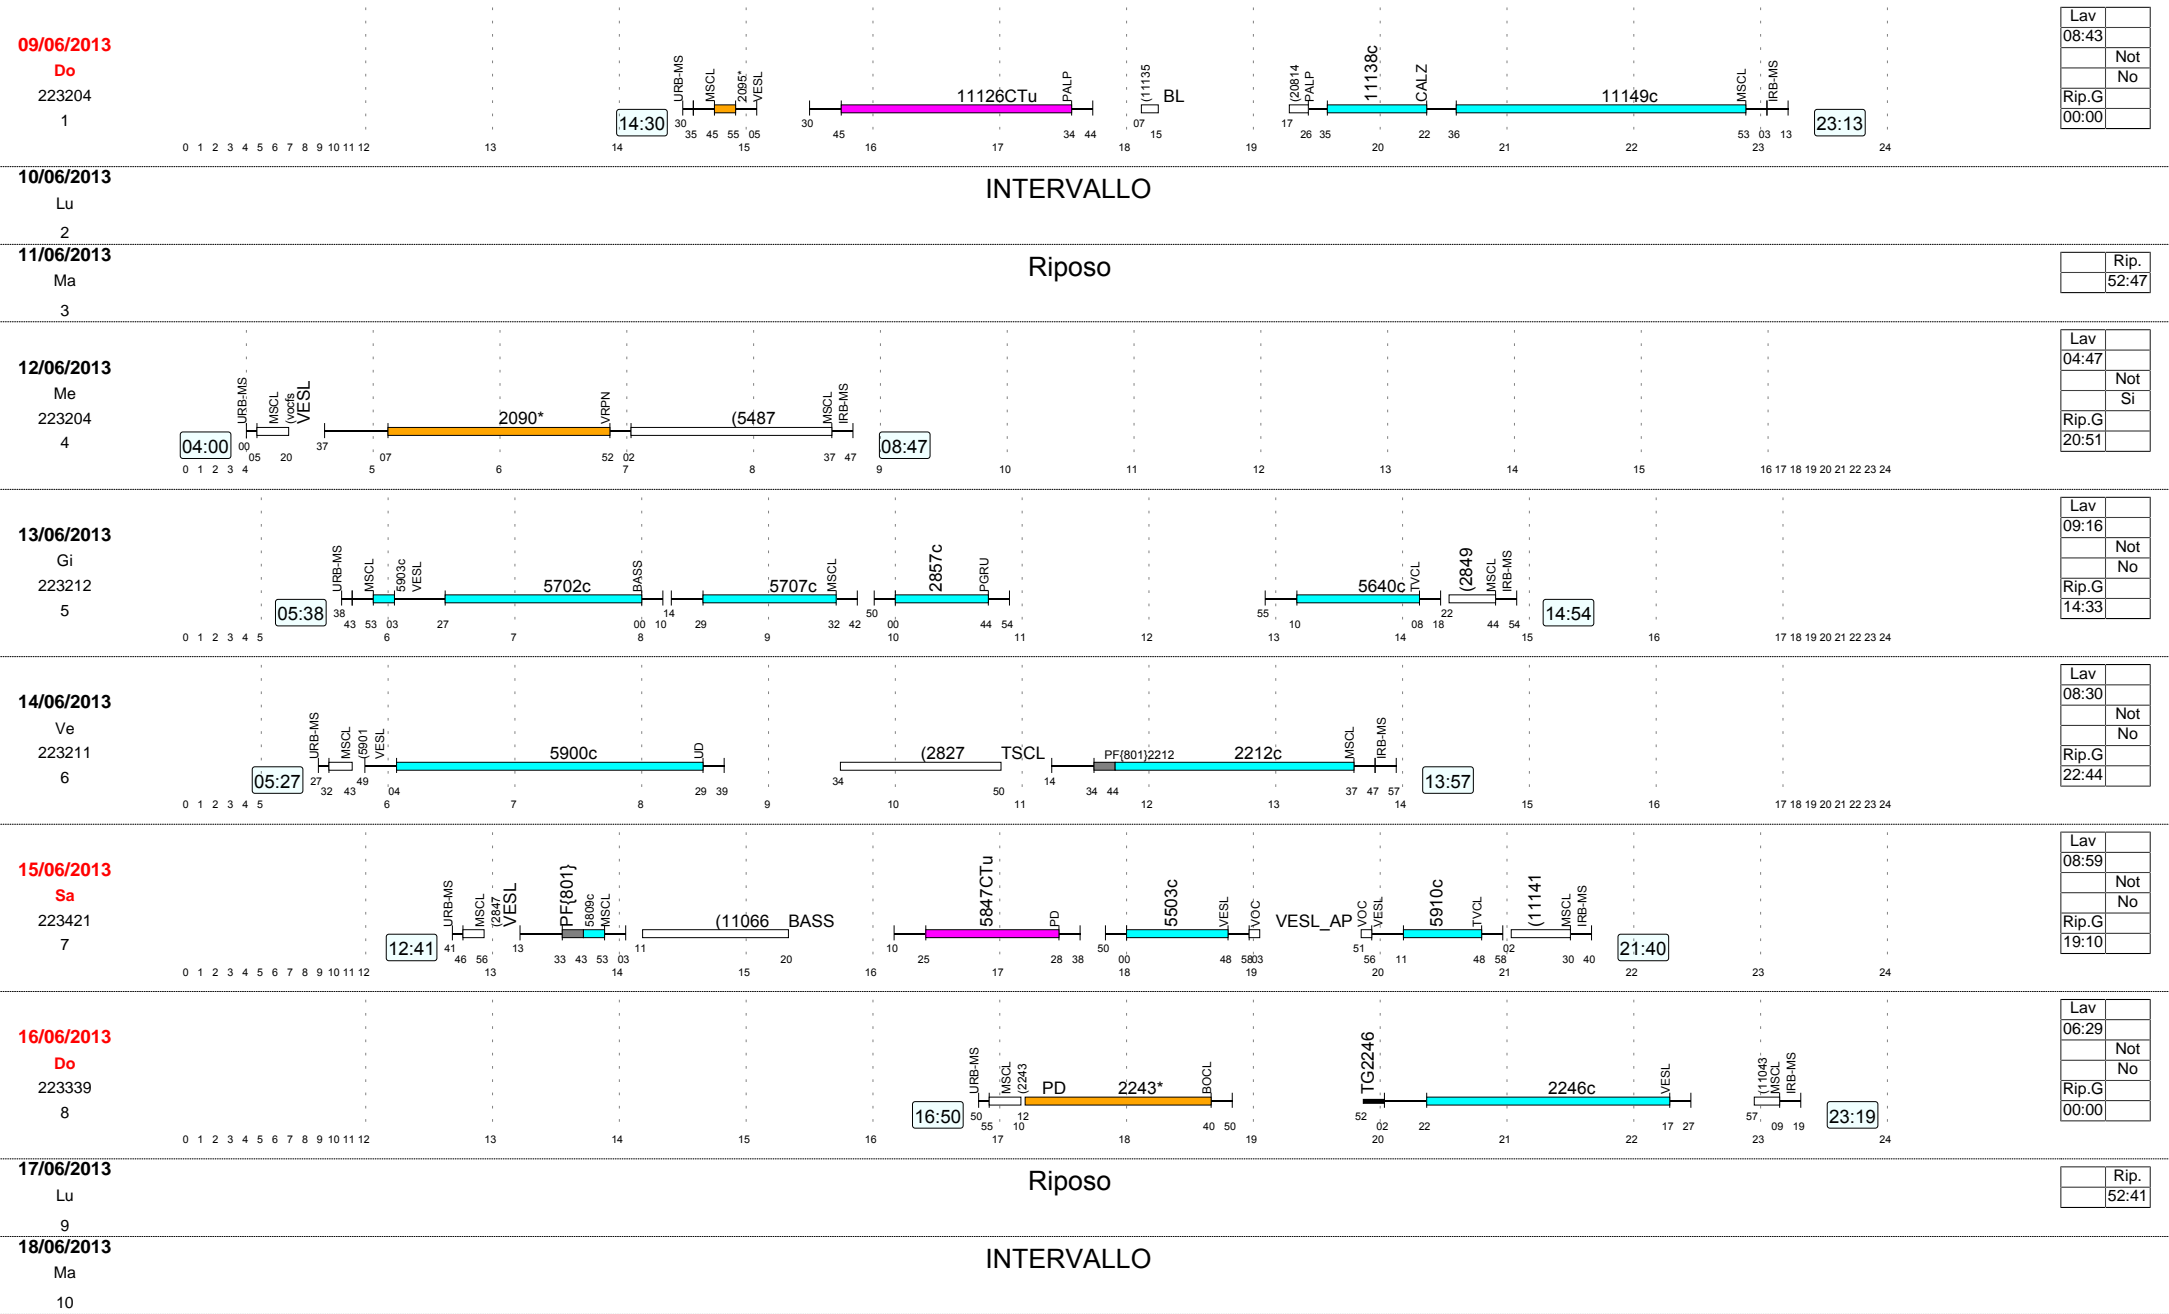 09/06/2013
Do
223204
1
14:30
URB-MS MSCL 2095* VESL 11126CTu PALP (11135 BL (20814 PALP 11138c CALZ 11149c MSCL IRB-MS
30 35 45 55 05 30 45 34 44 07 15 17 26 35 22 36 53 03 13
23:13
0 1 2 3 4 5 6 7 8 9 10 11 12 13 14 15 16 17 18 19 20 21 22 23 24
Lav
08:43
Not
No
Rip.G
00:00
10/06/2013
Lu
2
INTERVALLO
11/06/2013
Ma
3
Riposo
Rip.
52:47
12/06/2013
Me
223204
4
04:00
URB-MS MSCL (vocfs VESL 2090* VRPN (5487 MSCL IRB-MS
00 05 20 37 07 52 02 37 47
08:47
0 1 2 3 4 5 6 7 8 9 10 11 12 13 14 15 16 17 18 19 20 21 22 23 24
Lav
04:47
Not
Si
Rip.G
20:51
13/06/2013
Gi
223212
5
05:38
URB-MS MSCL 5903c VESL 5702c BASS 5707c MSCL 2857c PGRU 5640c TVCL (2849 MSCL IRB-MS
38 43 53 03 27 00 10 14 29 32 42 50 00 44 54 55 10 08 18 22 44 54
14:54
0 1 2 3 4 5 6 7 8 9 10 11 12 13 14 15 16 17 18 19 20 21 22 23 24
Lav
09:16
Not
No
Rip.G
14:33
14/06/2013
Ve
223211
6
05:27
URB-MS MSCL (5901 VESL 5900c UD (2827 TSCL PF{801}2212 2212c MSCL IRB-MS
27 32 43 49 04 29 39 34 50 14 34 44 37 47 57
13:57
0 1 2 3 4 5 6 7 8 9 10 11 12 13 14 15 16 17 18 19 20 21 22 23 24
Lav
08:30
Not
No
Rip.G
22:44
15/06/2013
Sa
223421
7
12:41
URB-MS MSCL (2847 VESL PF{801} 5809c MSCL (11066 BASS 5847CTu PD 5503c VESL VOC VESL_AP VOC VESL 5910c TVCL (11141 MSCL IRB-MS
41 46 56 13 33 43 53 03 11 20 10 25 28 38 50 00 48 58 03 51 56 11 48 58 02 30 40
21:40
0 1 2 3 4 5 6 7 8 9 10 11 12 13 14 15 16 17 18 19 20 21 22 23 24
Lav
08:59
Not
No
Rip.G
19:10
16/06/2013
Do
223339
8
16:50
URB-MS MSCL (2243 PD 2243* BOCL TG2246 2246c VESL (11043 MSCL IRB-MS
50 55 10 12 40 50 52 02 22 17 27 57 09 19
23:19
0 1 2 3 4 5 6 7 8 9 10 11 12 13 14 15 16 17 18 19 20 21 22 23 24
Lav
06:29
Not
No
Rip.G
00:00
17/06/2013
Lu
9
Riposo
Rip.
52:41
18/06/2013
Ma
10
INTERVALLO